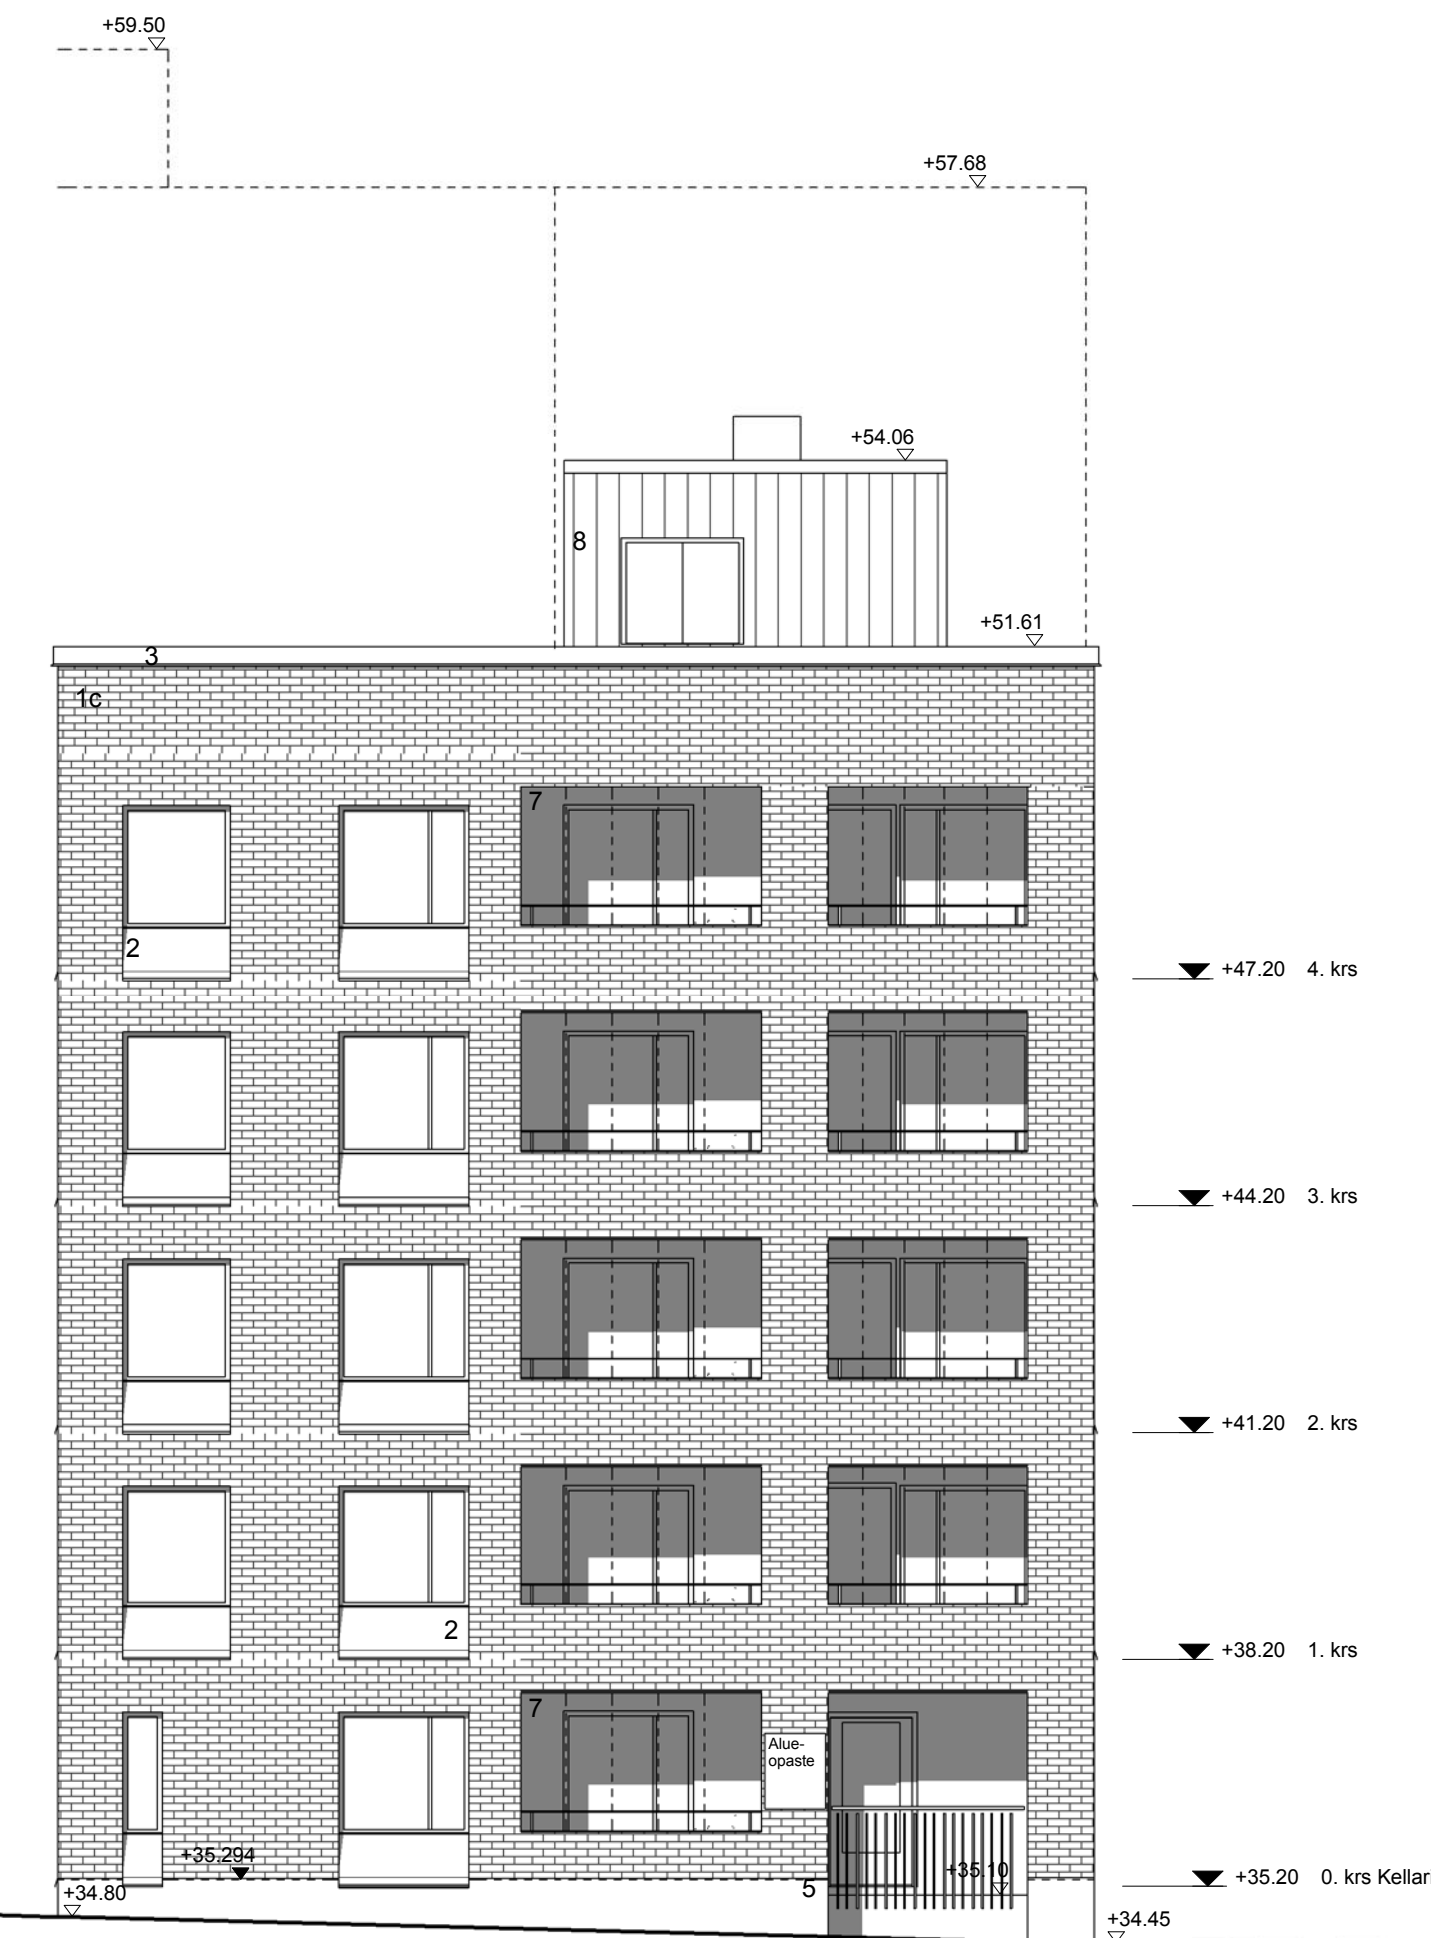 +59.50
+57.68
+54.06
8
+51.61
3
1c
7
2
+47.20 4. krs
+44.20 3. krs
+41.20 2. krs
2
+38.20 1. krs
7
Alue-
opaste
+35.294
+35.10
+35.20 0. krs Kellari
5
+34.80
+34.45